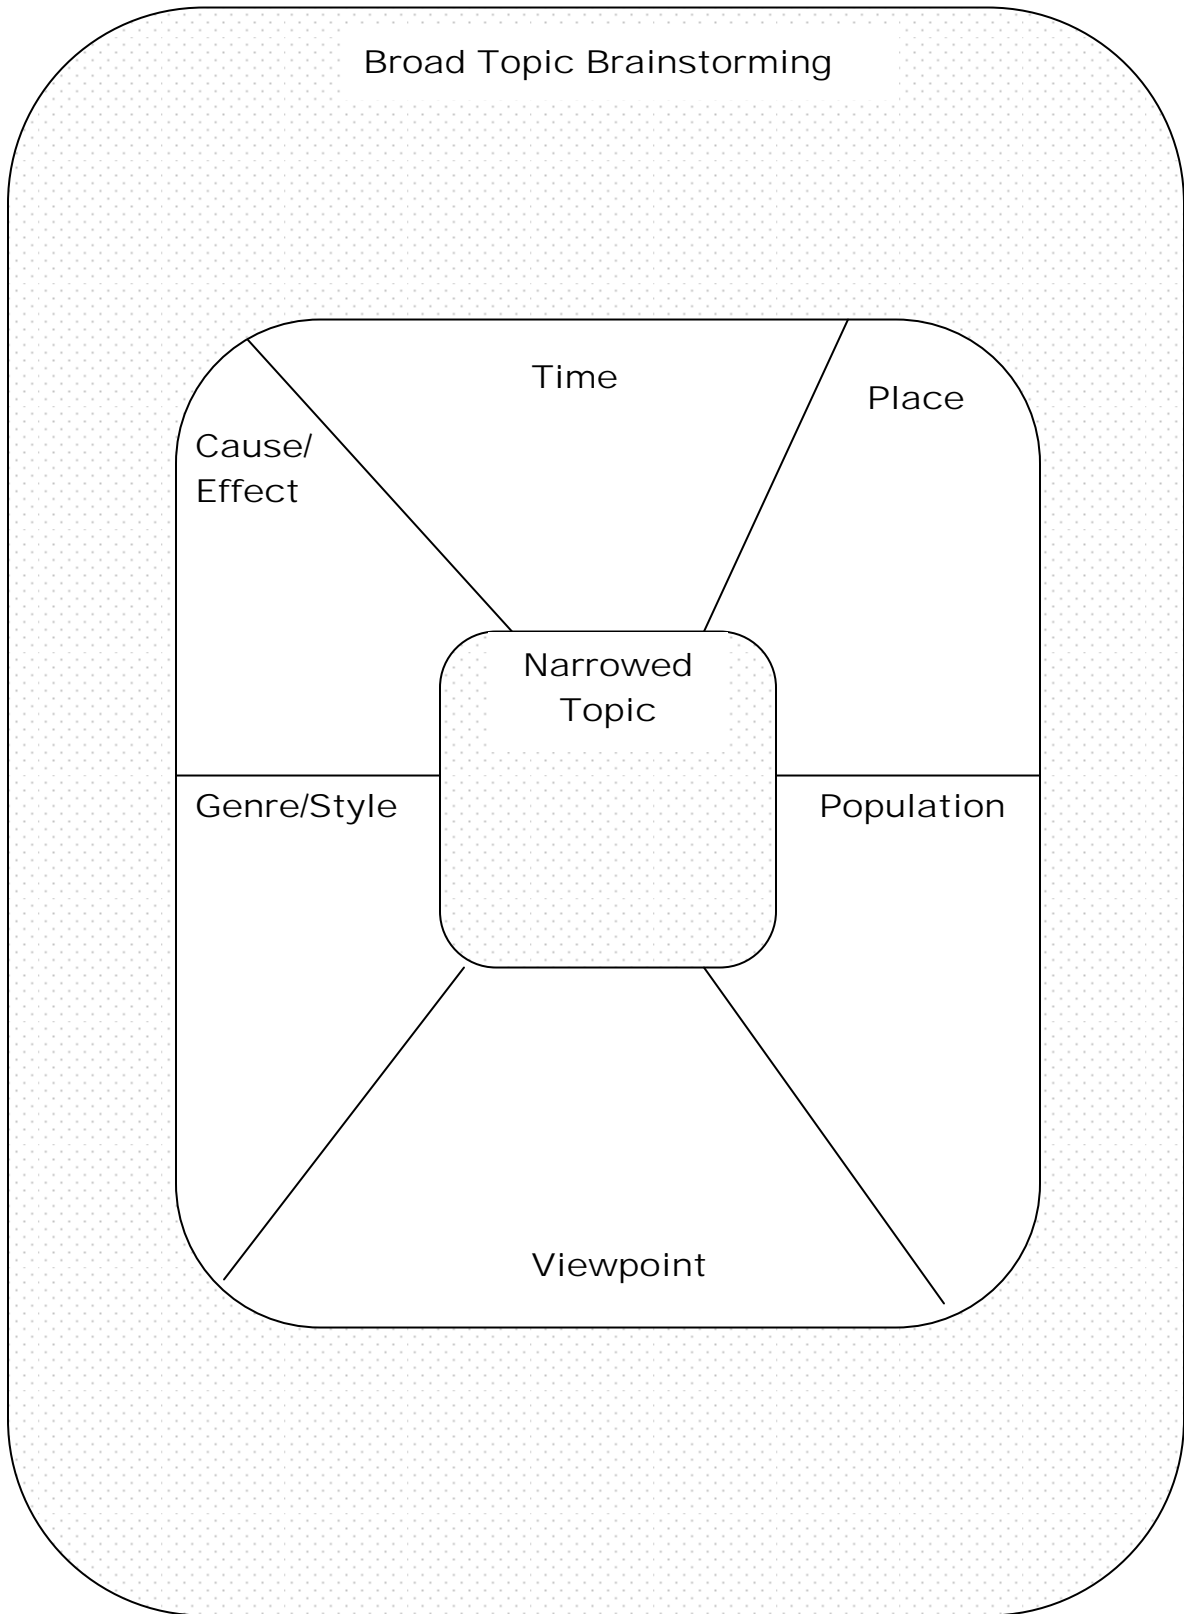 Broad Topic Brainstorming
Time
Place
Cause/
Effect
Narrowed
Topic
Genre/Style
Population
Viewpoint